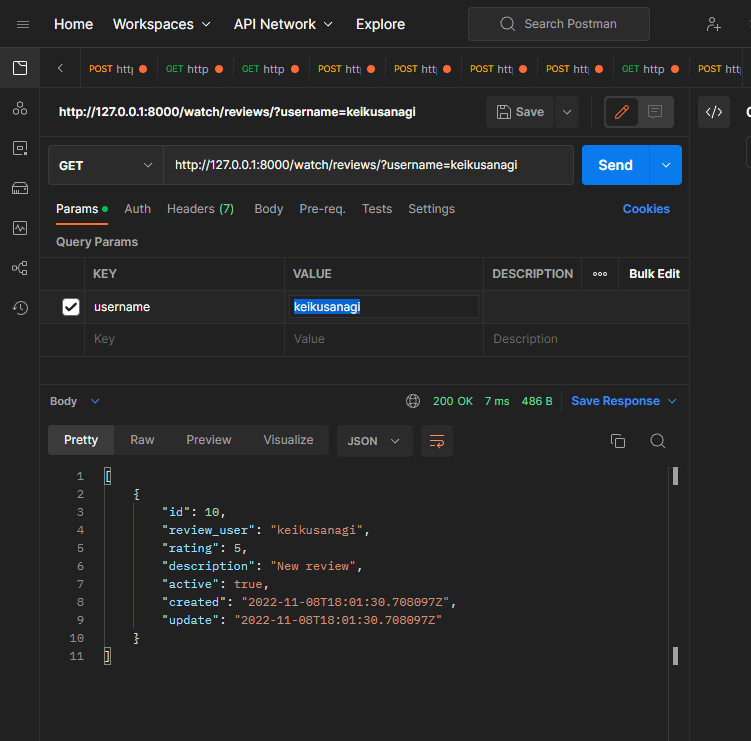 Home Workspaces API Network Explore Search Postman
POST http GET http GET http POST http POST http POST http POST http GET http POST http
http://127.0.0.1:8000/watch/reviews/?username=keikusanagi Save
GET http://127.0.0.1:8000/watch/reviews/?username=keikusanagi Send
Params Auth Headers (7) Body Pre-req. Tests Settings Cookies
Query Params
KEY VALUE DESCRIPTION Bulk Edit
username keikusanagi
Key Value Description
Body 200 OK 7 ms 486 B Save Response
Pretty Raw Preview Visualize JSON
1 [
2 {
3 "id": 10,
4 "review_user": "keikusanagi",
5 "rating": 5,
6 "description": "New review",
7 "active": true,
8 "created": "2022-11-08T18:01:30.708097Z",
9 "update": "2022-11-08T18:01:30.708097Z"
10 }
11 ]